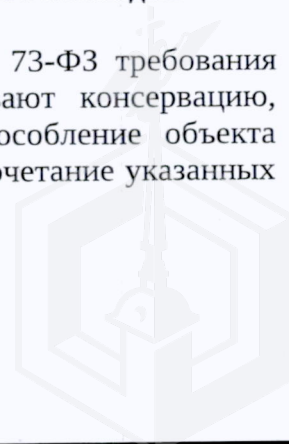 73-ФЗ требования
ают консервацию,
особление объекта
очетание указанных